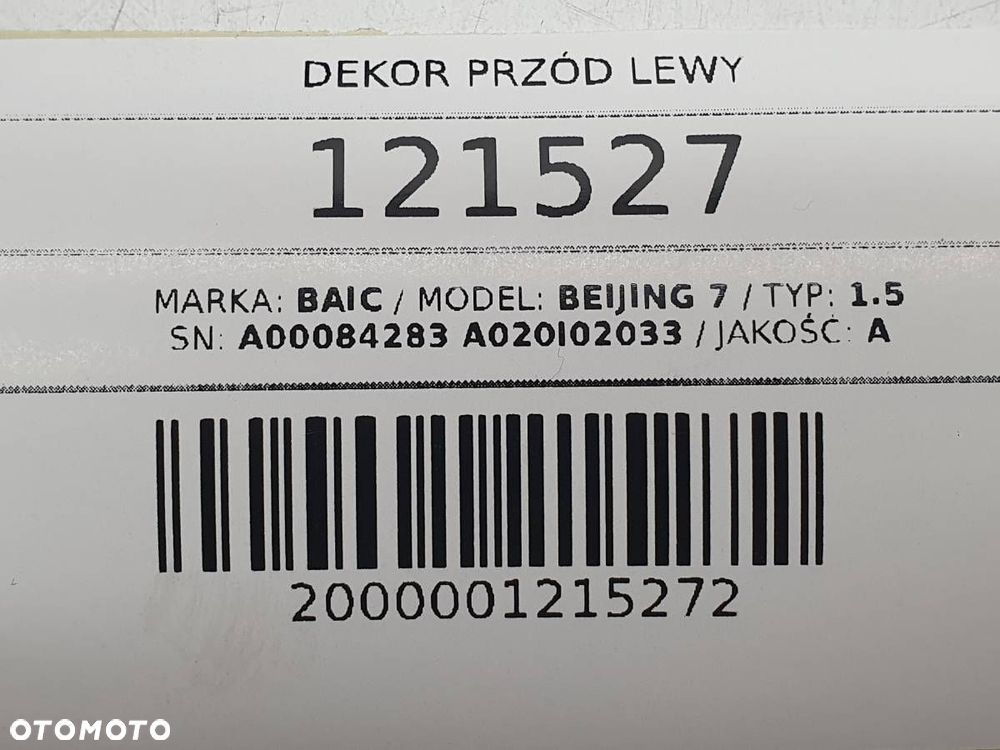 DEKOR PRZÓD LEWY
121527
MARKA: BAIC / MODEL: BEIJING 7 / TYP: 1.5
SN: A00084283 A020I02033 / JAKOŚĆ: A
2000001215272
OTOMOTO